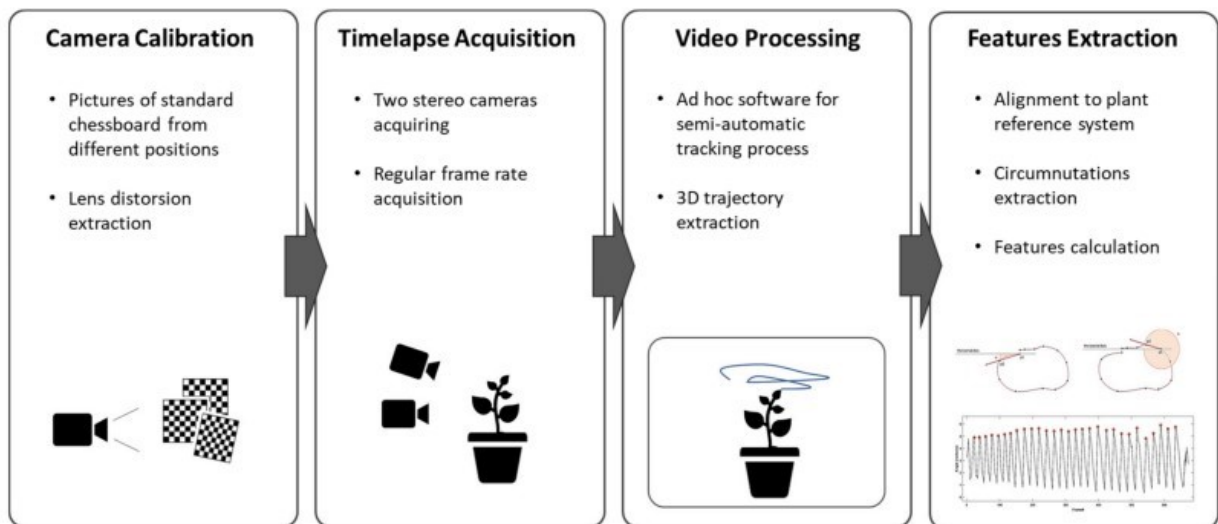 Camera Calibration
• Pictures of standard
chessboard from
different positions
• Lens distorsion
extraction
Timelapse Acquisition
• Two stereo cameras
acquiring
• Regular frame rate
acquisition
Video Processing
• Ad hoc software for
semi-automatic
tracking process
• 3D trajectory
extraction
Features Extraction
• Alignment to plant
reference system
• Circumnutations
extraction
• Features calculation